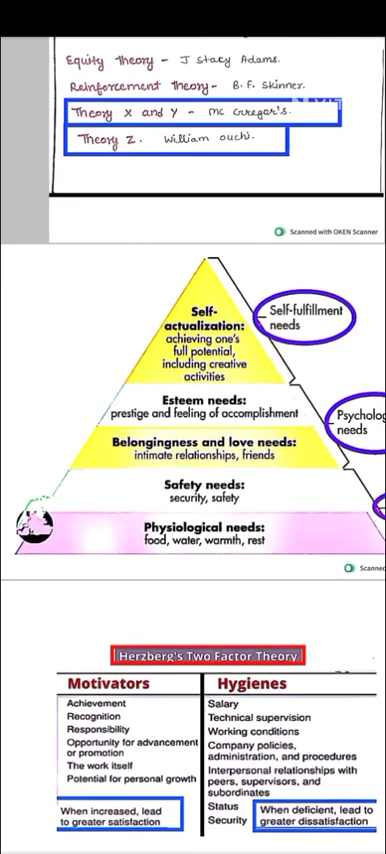 Equity Theory - J Stacy Adams.
Reinforcement Theory - B.F. Skinner.
Theory X and Y - Mc Gregor's.
Theory Z. William ouchi.
Scanned with OKEN Scanner
Self-
actualization:
achieving one's
full potential,
including creative
activities
Self-fulfillment
needs
Esteem needs:
prestige and feeling of accomplishment
Psycholog
needs
Belongingness and love needs:
intimate relationships, friends
Safety needs:
security, safety
Physiological needs:
food, water, warmth, rest
Scanned
Herzberg's Two Factor Theory
Motivators
Achievement
Recognition
Responsibility
Opportunity for advancement
or promotion
The work itself
Potential for personal growth
When increased, lead
to greater satisfaction
Hygienes
Salary
Technical supervision
Working conditions
Company policies,
administration, and procedures
Interpersonal relationships with
peers, supervisors, and
subordinates
Status
Security
When deficient, lead to
greater dissatisfaction